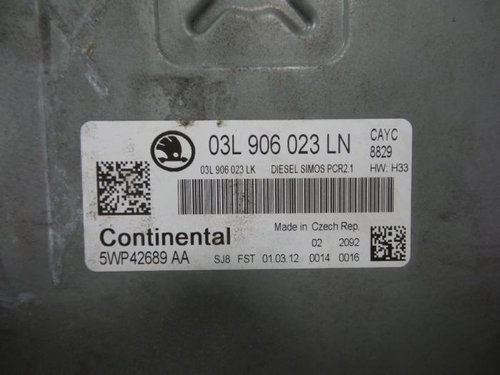 03L 906 023 LN CAYC
8829
03L 906 023 LK DIESEL SIMOS PCR2.1 HW: H33
Continental
Made in Czech Rep.
02 2092
5WP42689 AA
SJ8 FST 01.03.12 0014 0016